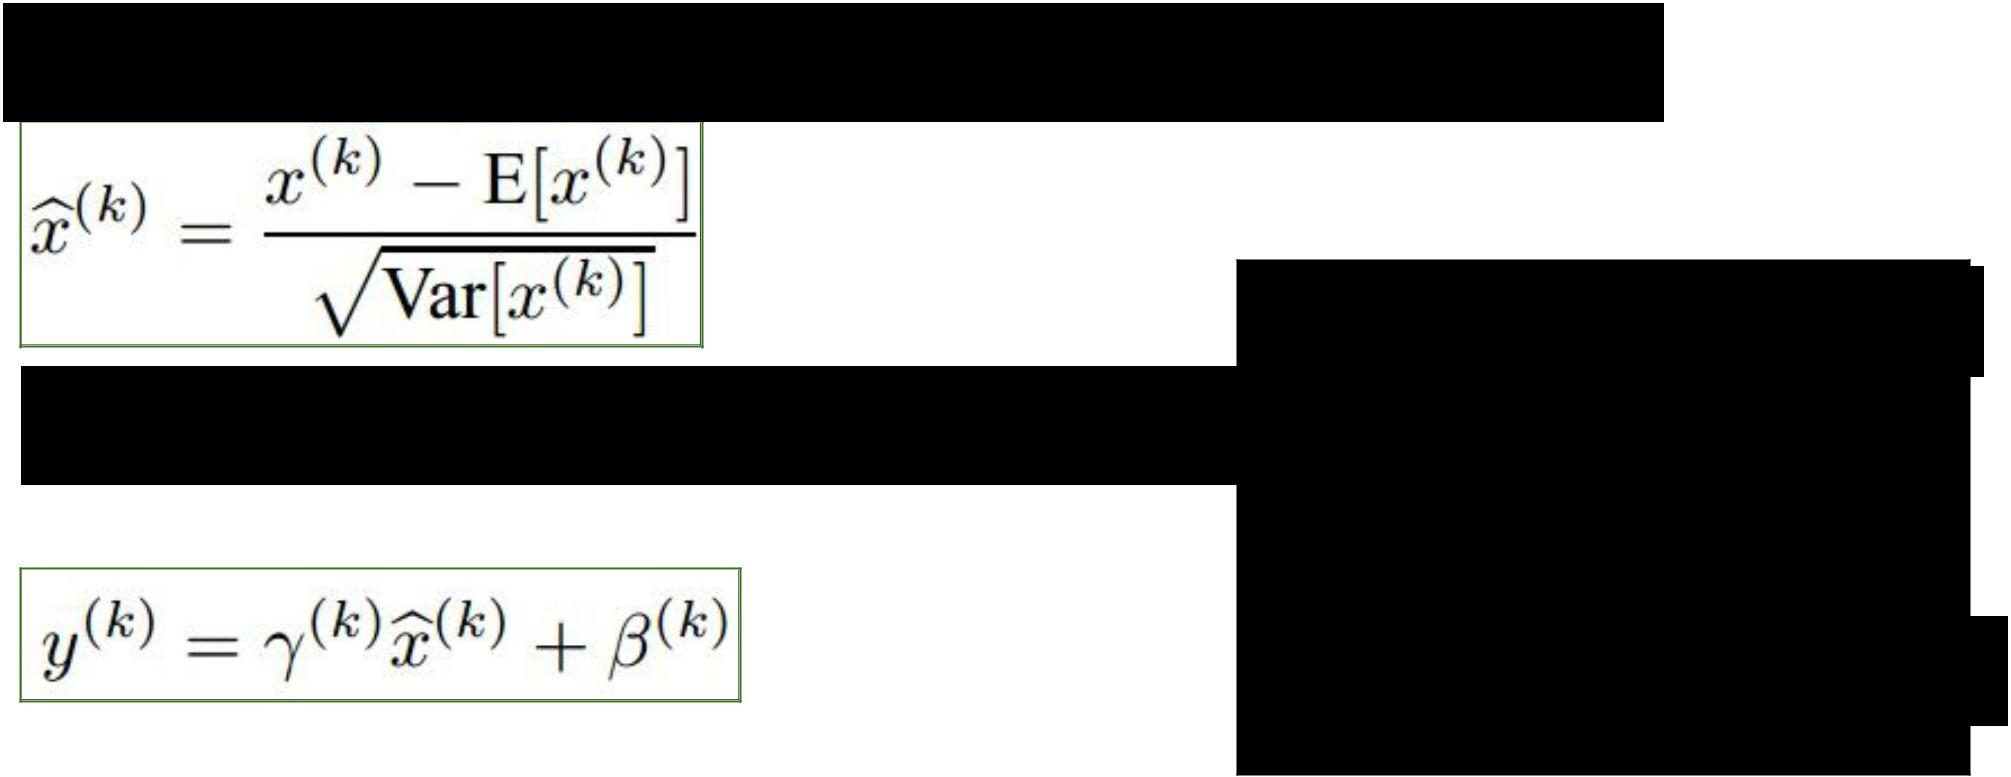 x̂^(k) = (x^(k) − E[x^(k)]) / √(Var[x^(k)])
y^(k) = γ^(k) x̂^(k) + β^(k)